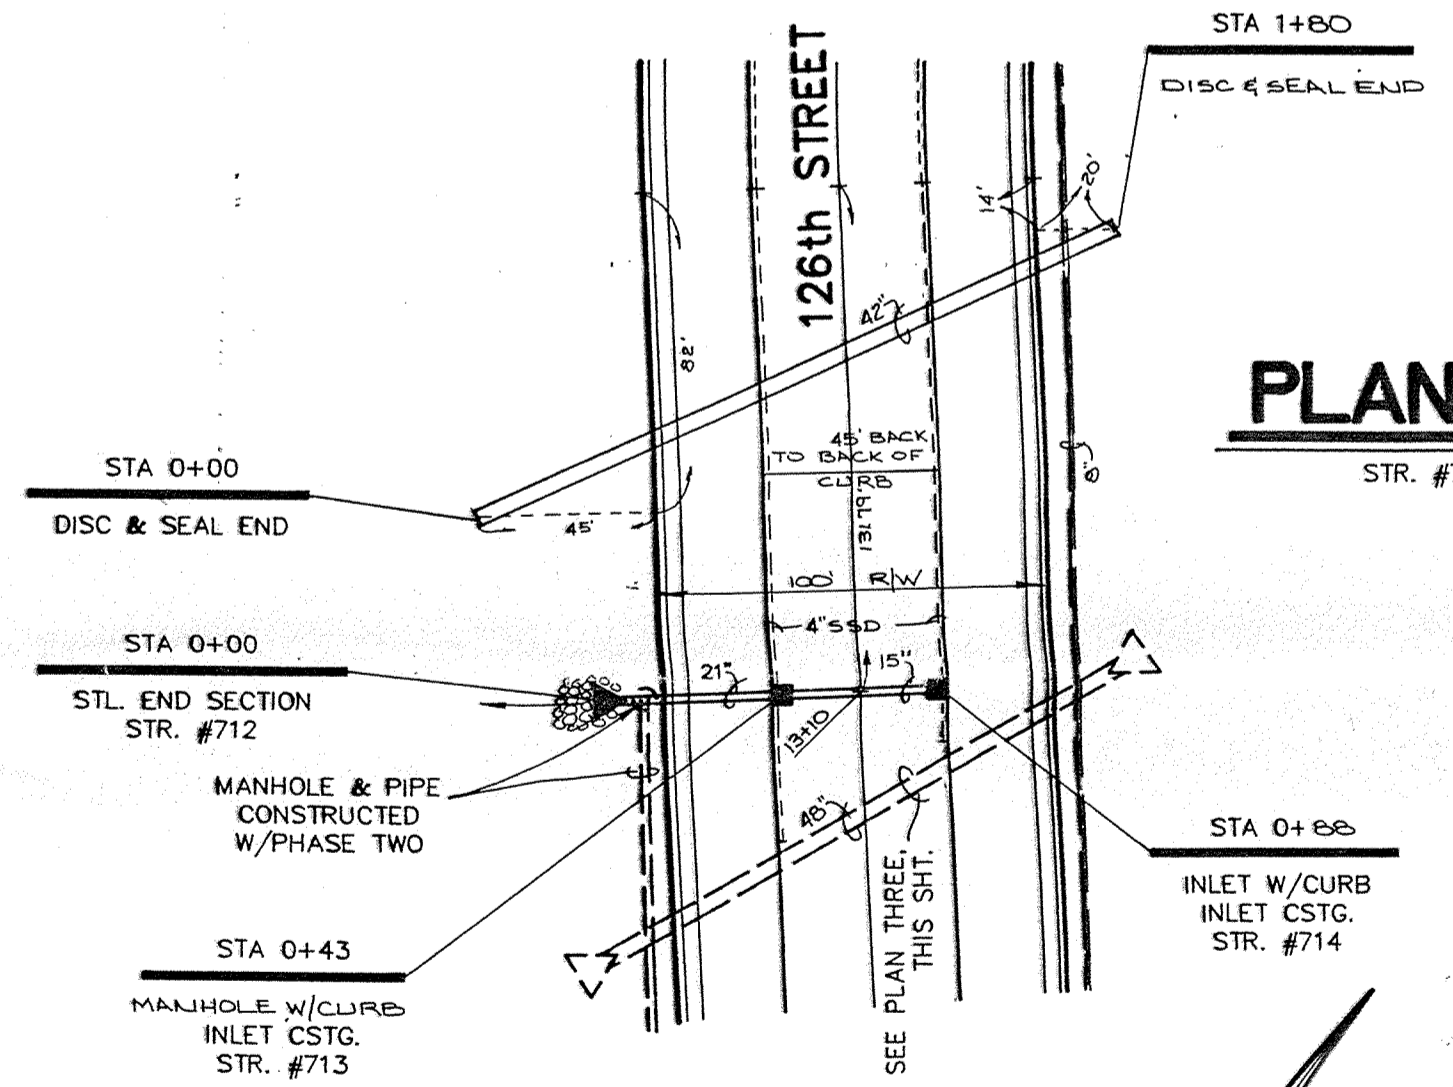 STA 1+80
DISC & SEAL END
126th STREET
14'
20'
42"
82'
PLAN
STR. #
45' BACK
TO BACK OF
CURB
8"
STA 0+00
DISC & SEAL END
45'
100' R/W
4" SSD
STA 0+00
STL. END SECTION
STR. #712
21"
15"
13+10
MANHOLE & PIPE
CONSTRUCTED
W/PHASE TWO
48"
SEE PLAN THREE,
THIS SHT.
STA 0+88
INLET W/CURB
INLET CSTG.
STR. #714
STA 0+43
MANHOLE W/CURB
INLET CSTG.
STR. #713